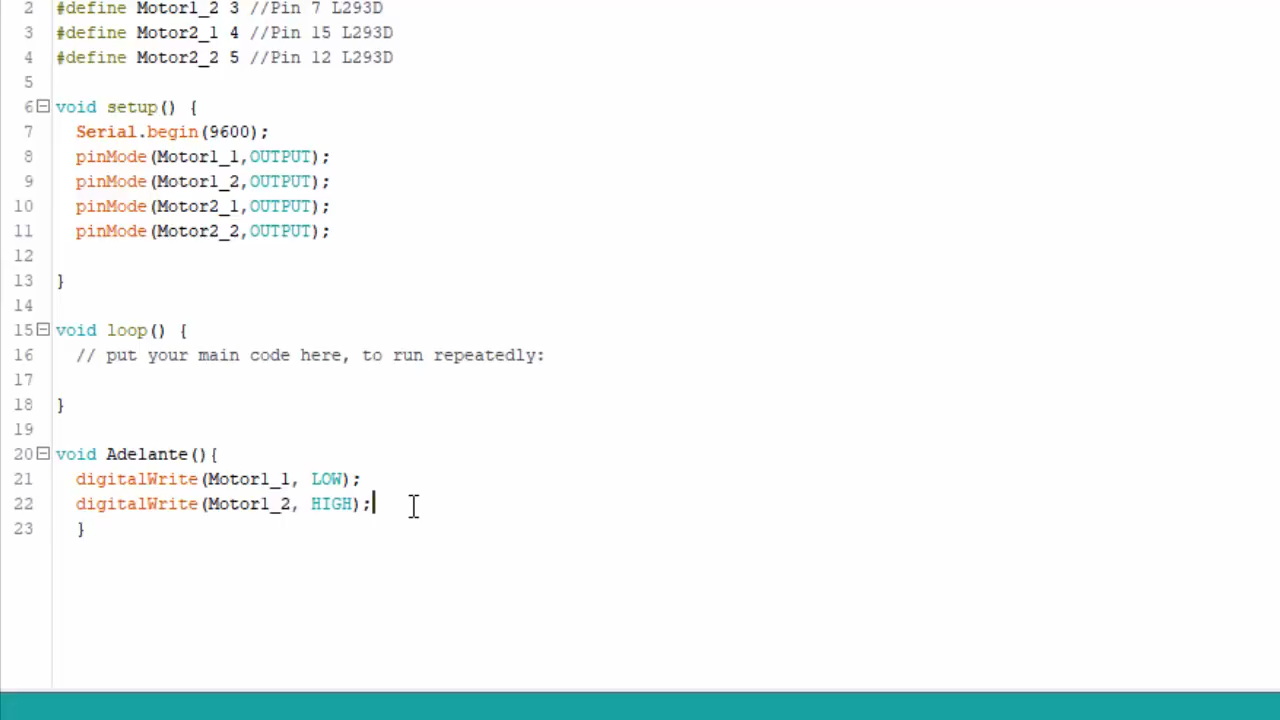 2 #define Motor1_2 3 //Pin 7 L293D
3 #define Motor2_1 4 //Pin 15 L293D
4 #define Motor2_2 5 //Pin 12 L293D
5
6 void setup() {
7 Serial.begin(9600);
8 pinMode(Motor1_1,OUTPUT);
9 pinMode(Motor1_2,OUTPUT);
10 pinMode(Motor2_1,OUTPUT);
11 pinMode(Motor2_2,OUTPUT);
12
13 }
14
15 void loop() {
16 // put your main code here, to run repeatedly:
17
18 }
19
20 void Adelante(){
21 digitalWrite(Motor1_1, LOW);
22 digitalWrite(Motor1_2, HIGH);
23 }